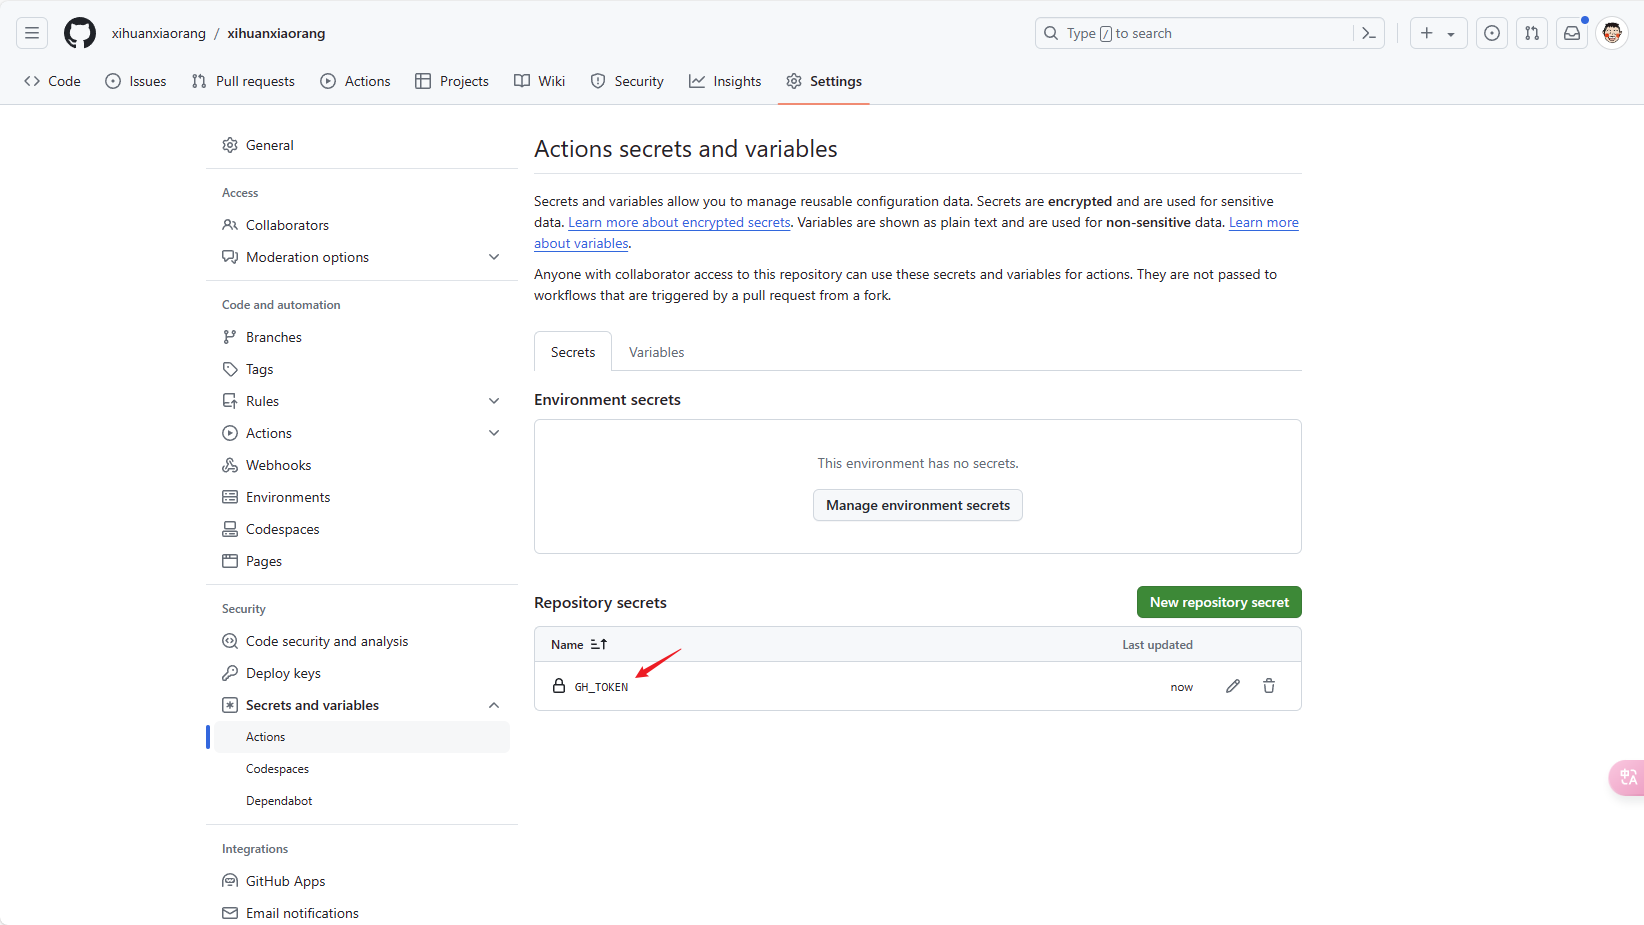 xihuanxiaorang / xihuanxiaorang
Type / to search
Code
Issues
Pull requests
Actions
Projects
Wiki
Security
Insights
Settings
General
Access
Collaborators
Moderation options
Code and automation
Branches
Tags
Rules
Actions
Webhooks
Environments
Codespaces
Pages
Security
Code security and analysis
Deploy keys
Secrets and variables
Actions
Codespaces
Dependabot
Integrations
GitHub Apps
Email notifications
Actions secrets and variables
Secrets and variables allow you to manage reusable configuration data. Secrets are encrypted and are used for sensitive
data. Learn more about encrypted secrets. Variables are shown as plain text and are used for non-sensitive data. Learn more
about variables.
Anyone with collaborator access to this repository can use these secrets and variables for actions. They are not passed to
workflows that are triggered by a pull request from a fork.
Secrets
Variables
Environment secrets
This environment has no secrets.
Manage environment secrets
Repository secrets
New repository secret
Name
Last updated
GH_TOKEN
now
中A